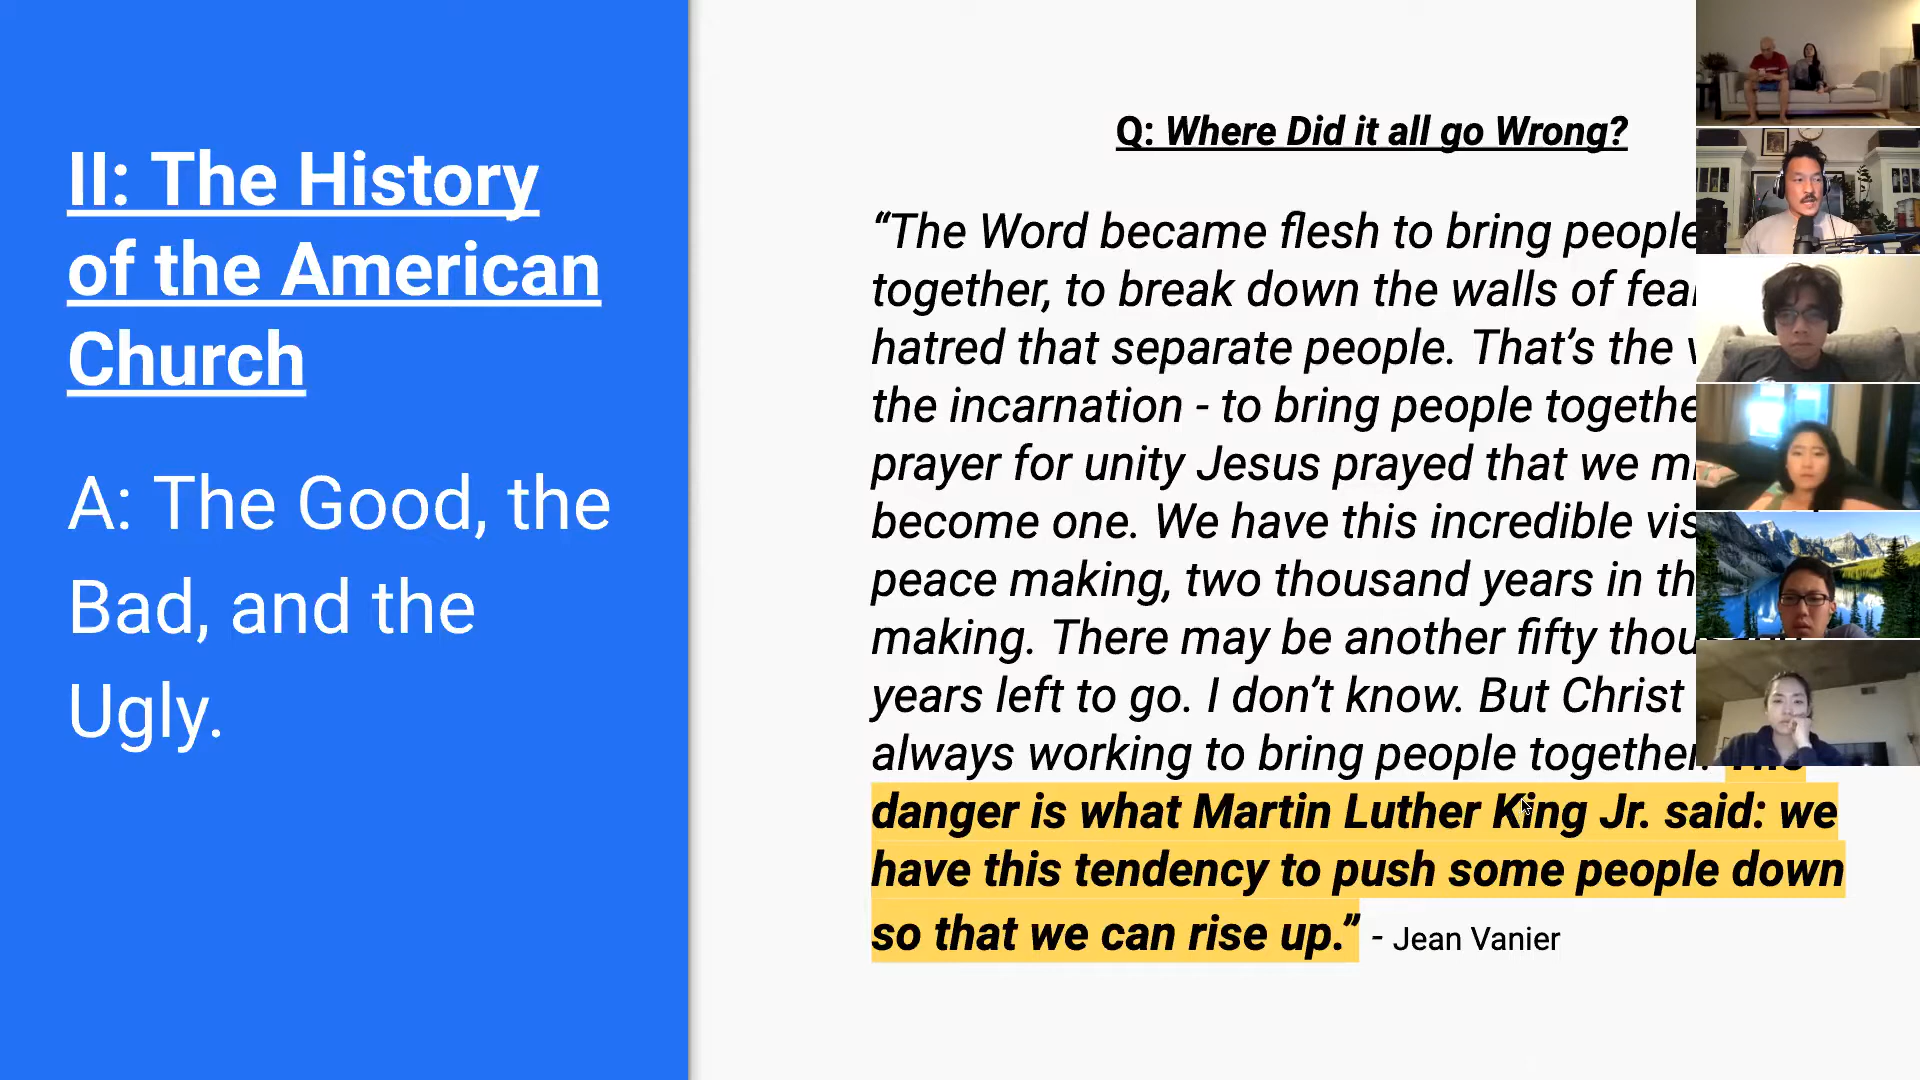 II: The History
of the American
Church
A: The Good, the
Bad, and the
Ugly.
Q: Where Did it all go Wrong?
“The Word became flesh to bring people
together, to break down the walls of
hatred that separate people. That’s the
the incarnation - to bring people
prayer for unity Jesus prayed that we
become one. We have this incredible
peace making, two thousand years in
making. There may be another fifty
years left to go. I don’t know. But Christ
always working to bring people together.
danger is what Martin Luther King Jr. said: we
have this tendency to push some people down
so that we can rise up.” - Jean Vanier